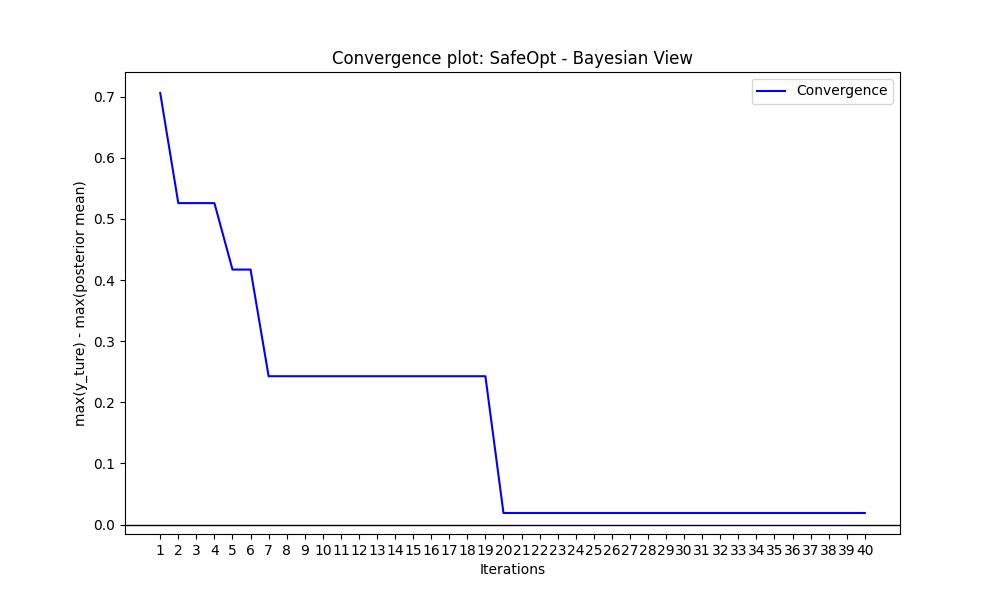 Convergence plot: SafeOpt - Bayesian View
Convergence
max(y_ture) - max(posterior mean)
0.7
0.6
0.5
0.4
0.3
0.2
0.1
0.0
1 2 3 4 5 6 7 8 9 10 11 12 13 14 15 16 17 18 19 20 21 22 23 24 25 26 27 28 29 30 31 32 33 34 35 36 37 38 39 40
Iterations